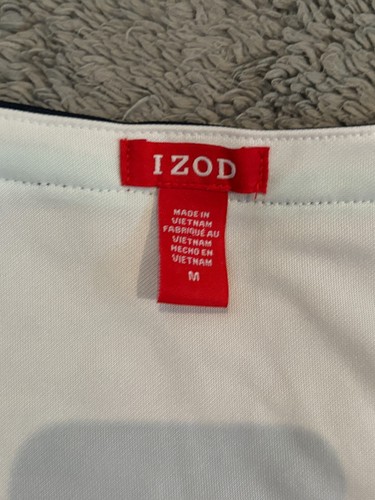 IZOD
MADE IN
VIETNAM
FABRIQUÉ AU
VIETNAM
HECHO EN
VIETNAM
M